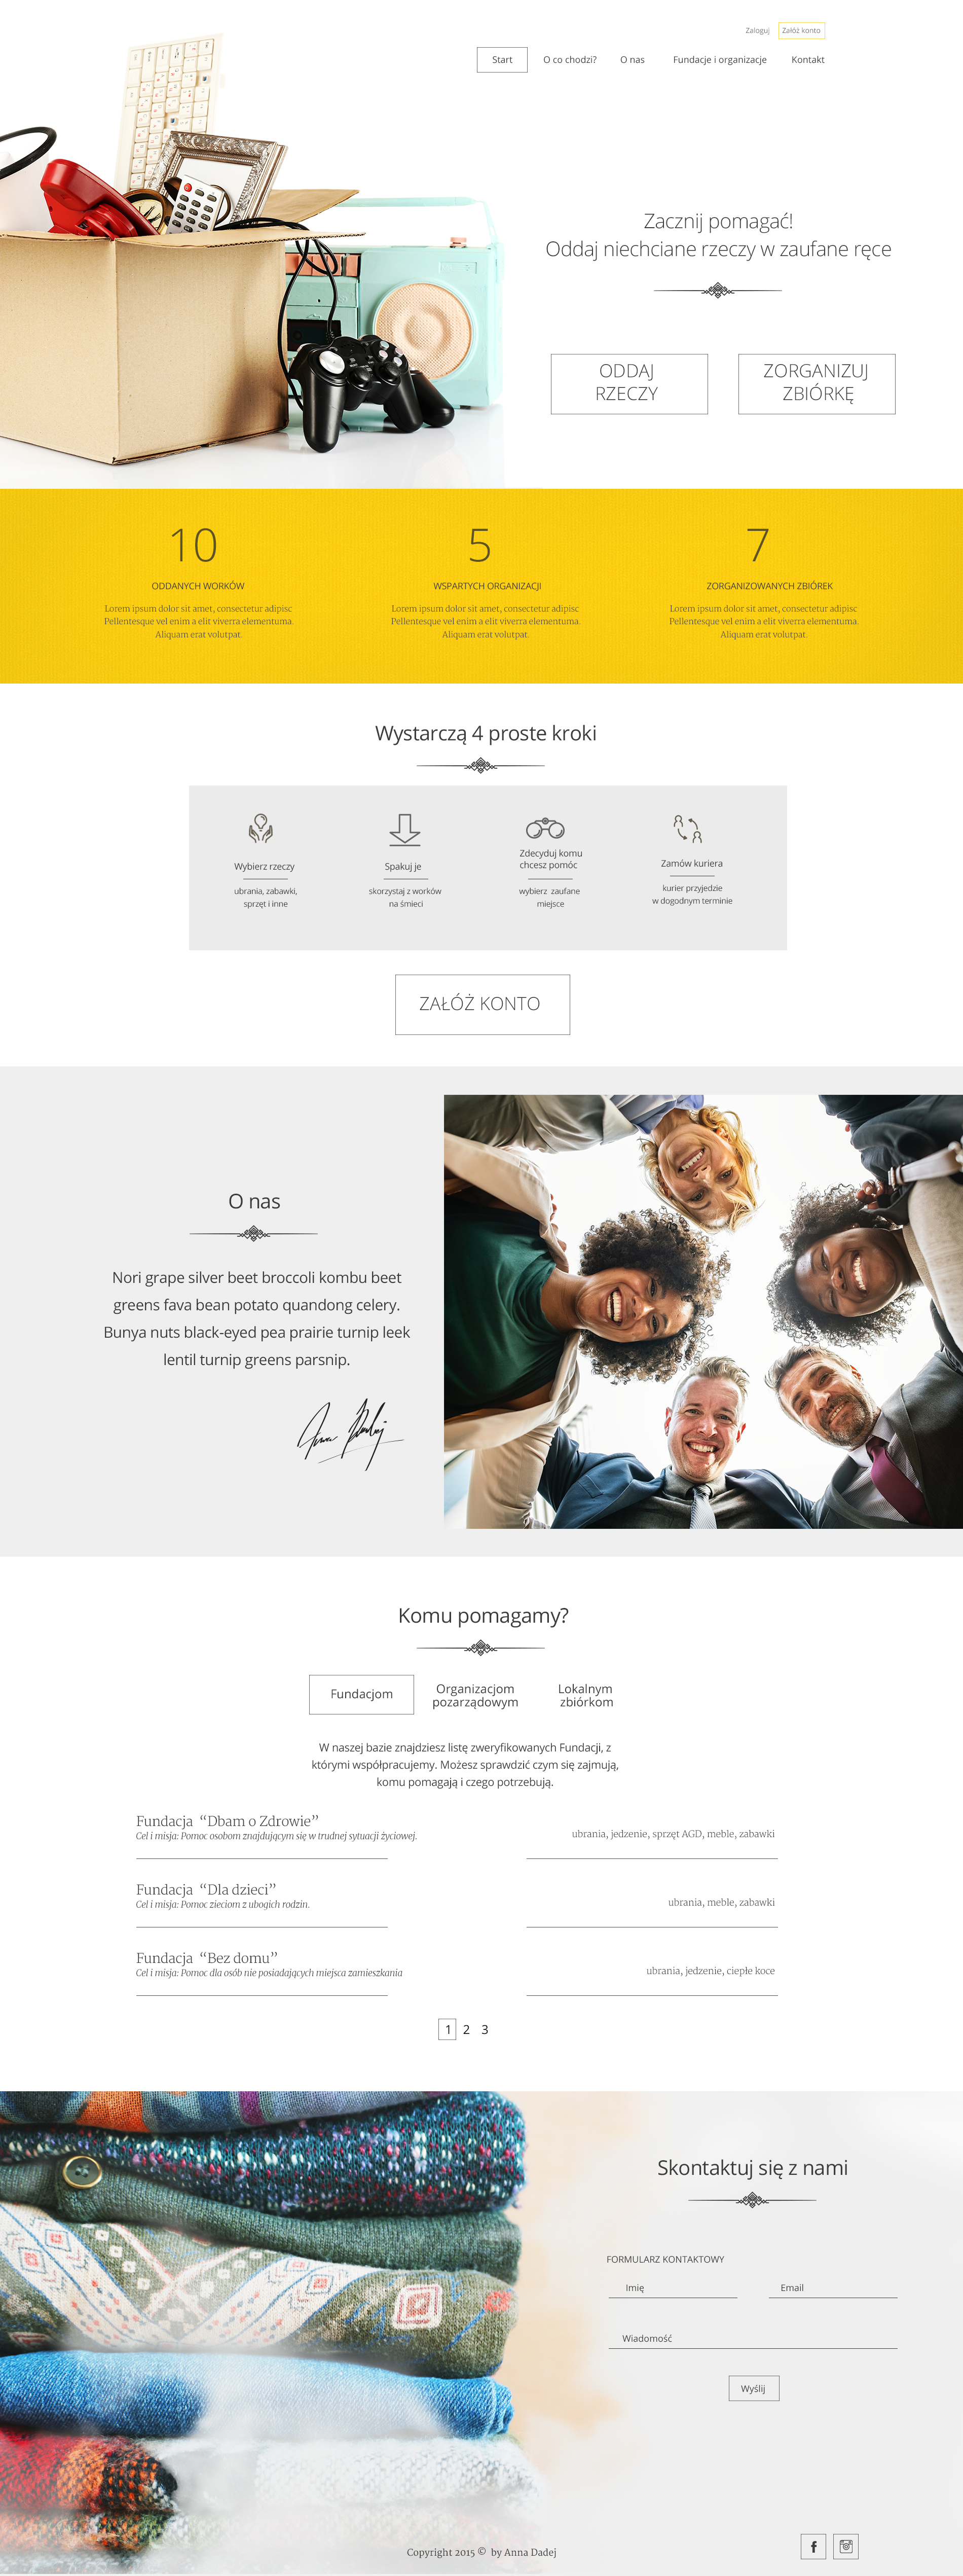 Zaloguj
Załóż konto
Start
O co chodzi?
O nas
Fundacje i organizacje
Kontakt
Zacznij pomagać!
Oddaj niechciane rzeczy w zaufane ręce
ODDAJ
RZECZY
ZORGANIZUJ
ZBIÓRKĘ
10
ODDANYCH WORKÓW
Lorem ipsum dolor sit amet, consectetur adipisc
Pellentesque vel enim a elit viverra elementuma.
Aliquam erat volutpat.
5
WSPARTYCH ORGANIZACJI
Lorem ipsum dolor sit amet, consectetur adipisc
Pellentesque vel enim a elit viverra elementuma.
Aliquam erat volutpat.
7
ZORGANIZOWANYCH ZBIÓREK
Lorem ipsum dolor sit amet, consectetur adipisc
Pellentesque vel enim a elit viverra elementuma.
Aliquam erat volutpat.
Wystarczą 4 proste kroki
Wybierz rzeczy
ubrania, zabawki,
sprzęt i inne
Spakuj je
skorzystaj z worków
na śmieci
Zdecyduj komu
chcesz pomóc
wybierz zaufane
miejsce
Zamów kuriera
kurier przyjedzie
w dogodnym terminie
ZAŁÓŻ KONTO
O nas
Nori grape silver beet broccoli kombu beet
greens fava bean potato quandong celery.
Bunya nuts black-eyed pea prairie turnip leek
lentil turnip greens parsnip.
Komu pomagamy?
Fundacjom
Organizacjom
pozarządowym
Lokalnym
zbiórkom
W naszej bazie znajdziesz listę zweryfikowanych Fundacji, z
którymi współpracujemy. Możesz sprawdzić czym się zajmują,
komu pomagają i czego potrzebują.
Fundacja “Dbam o Zdrowie”
Cel i misja: Pomoc osobom znajdującym się w trudnej sytuacji życiowej.
ubrania, jedzenie, sprzęt AGD, meble, zabawki
Fundacja “Dla dzieci”
Cel i misja: Pomoc zieciom z ubogich rodzin.
ubrania, meble, zabawki
Fundacja “Bez domu”
Cel i misja: Pomoc dla osób nie posiadających miejsca zamieszkania
ubrania, jedzenie, ciepłe koce
1 2 3
Skontaktuj się z nami
FORMULARZ KONTAKTOWY
Imię
Email
Wiadomość
Wyślij
Copyright 2015 © by Anna Dadej
f